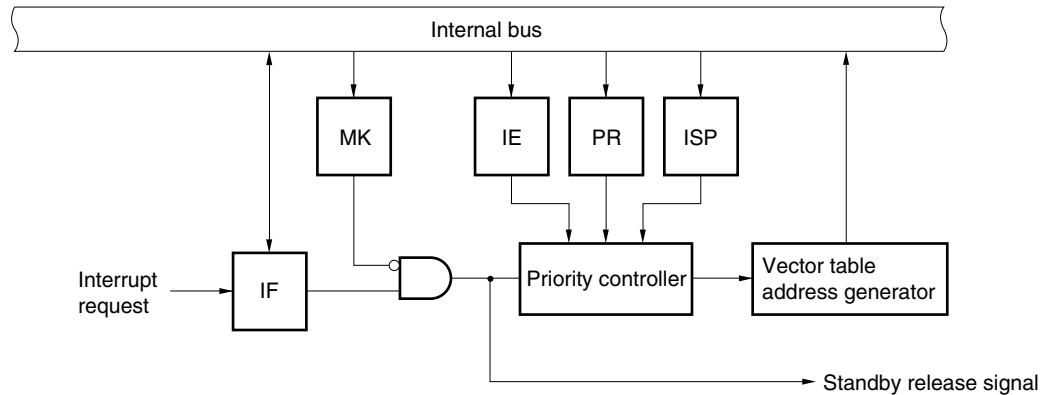 Internal bus
MK
IE
PR
ISP
Interrupt
request
IF
Priority controller
Vector table
address generator
Standby release signal